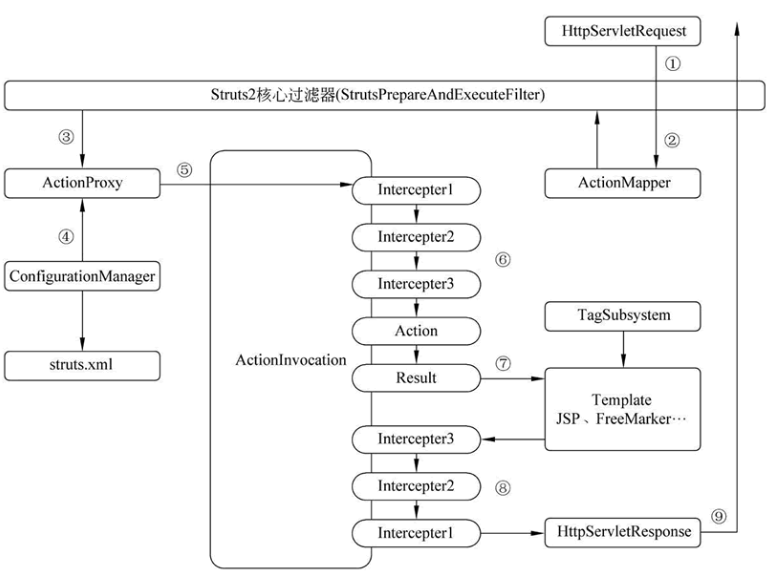 HttpServletRequest
①
Struts2核心过滤器(StrutsPrepareAndExecuteFilter)
③
②
ActionProxy
⑤
Intercepter1
ActionMapper
④
Intercepter2
⑥
ConfigurationManager
Intercepter3
TagSubsystem
Action
ActionInvocation
struts.xml
⑦
Result
Template
JSP、FreeMarker…
Intercepter3
Intercepter2
⑧
Intercepter1
HttpServletResponse
⑨